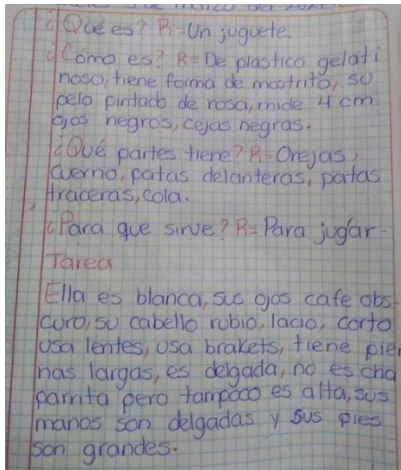 ¿Qué es? R=Un juguete.
¿Cómo es? R=De plastico gelati
noso, tiene forma de mostrito, su
pelo pintado de rosa, mide 4 cm
ojos negros, cejas negras.
¿Qué partes tiene? R=Orejas,
cuerno, patas delanteras, patas
traceras, cola.
¿Para que sirve? R= Para jugar.
Tarea
Ella es blanca, sus ojos cafe obs
curo, su cabello rubio, lacio, corto
usa lentes, usa brakets, tiene pier
nas largas, es delgada, no es cha
parrita pero tampoco es alta, sus
manos son delgadas y sus pies
son grandes.